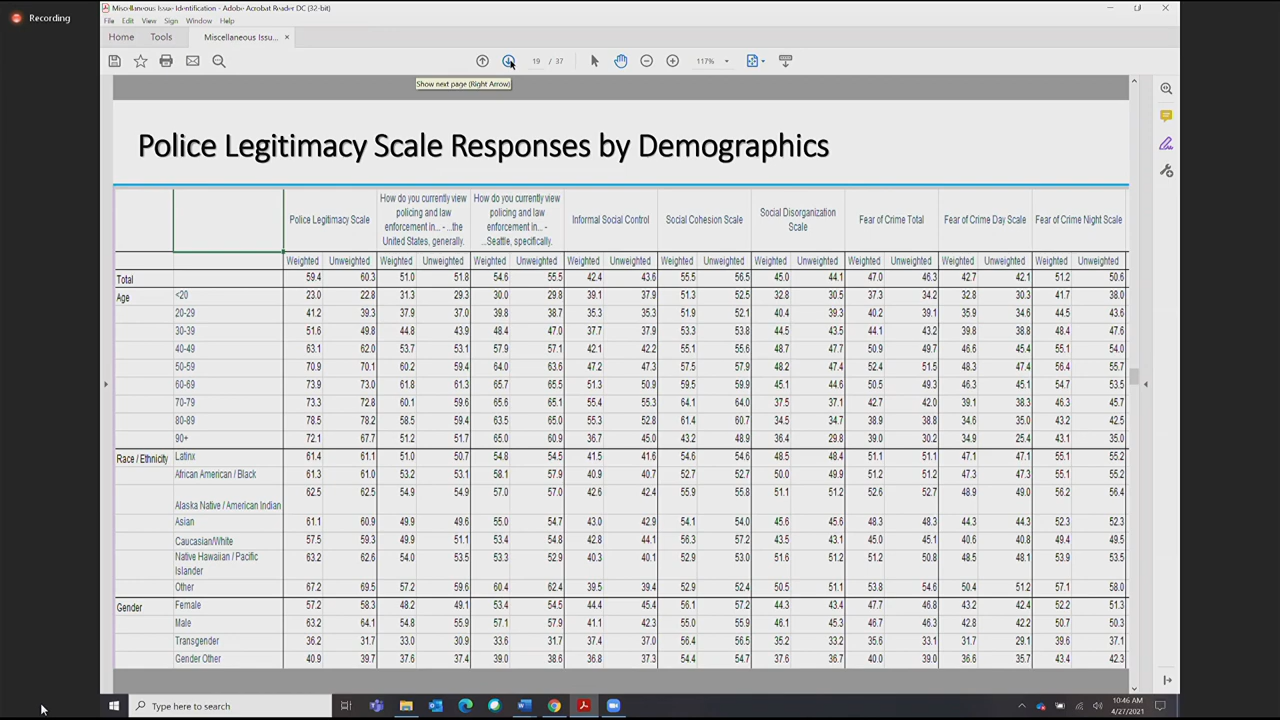 Recording
Miscellaneous Issue Identification - Adobe Acrobat Reader DC (32-bit)
File Edit View Sign Window Help
Home Tools Miscellaneous Issu... ×
19 / 37 117%
Show next page (Right Arrow)
Police Legitimacy Scale Responses by Demographics
How do you currently view How do you currently view
policing and law policing and law Social Disorganization
Police Legitimacy Scale enforcement in... - ...the enforcement in... - Informal Social Control Social Cohesion Scale Scale Fear of Crime Total Fear of Crime Day Scale Fear of Crime Night Scale
United States, generally. ...Seattle, specifically.
Weighted Unweighted Weighted Unweighted Weighted Unweighted Weighted Unweighted Weighted Unweighted Weighted Unweighted Weighted Unweighted Weighted Unweighted Weighted Unweighted
Total 59.4 60.3 51.0 51.8 54.6 55.5 42.4 43.6 55.5 56.5 45.0 44.1 47.0 46.3 42.7 42.1 51.2 50.6
Age <20 23.0 22.8 31.3 29.3 30.0 29.8 39.1 37.9 51.3 52.5 32.8 30.5 37.3 34.2 32.8 30.3 41.7 38.0
20-29 41.2 39.3 37.9 37.0 39.8 38.7 35.3 35.3 51.9 52.1 40.4 39.3 40.2 39.1 35.9 34.6 44.5 43.6
30-39 51.6 49.8 44.8 43.9 48.4 47.0 37.7 37.9 53.3 53.8 44.5 43.5 44.1 43.2 39.8 38.8 48.4 47.6
40-49 63.1 62.0 53.7 53.1 57.9 57.1 42.1 42.2 55.1 55.6 48.7 47.7 50.9 49.7 46.6 45.4 55.1 54.0
50-59 70.9 70.1 60.2 59.4 64.0 63.6 47.2 47.3 57.5 57.9 48.2 47.4 52.4 51.5 48.3 47.4 56.4 55.7
60-69 73.9 73.0 61.8 61.3 65.7 65.5 51.3 50.9 59.5 59.9 45.1 44.6 50.5 49.3 46.3 45.1 54.7 53.5
70-79 73.3 72.8 60.1 59.6 65.6 65.1 55.4 55.3 64.1 64.0 37.5 37.1 42.7 42.0 39.1 38.3 46.3 45.7
80-89 78.5 78.2 58.5 59.4 63.5 65.0 55.3 52.8 61.4 60.7 34.5 34.7 38.9 38.8 34.6 35.0 43.2 42.5
90+ 72.1 67.7 51.2 51.7 65.0 60.9 36.7 45.0 43.2 48.9 36.4 29.8 39.0 30.2 34.9 25.4 43.1 35.0
Race / Ethnicity Latinx 61.4 61.1 51.0 50.7 54.8 54.5 41.5 41.6 54.6 54.6 48.5 48.4 51.1 51.1 47.1 47.1 55.1 55.2
African American / Black 61.3 61.0 53.2 53.1 58.1 57.9 40.9 40.7 52.7 52.7 50.0 49.9 51.2 51.2 47.3 47.3 55.1 55.2
Alaska Native / American Indian 62.5 62.5 54.9 54.9 57.0 57.0 42.6 42.4 55.9 55.8 51.1 51.2 52.6 52.7 48.9 49.0 56.2 56.4
Asian 61.1 60.9 49.9 49.6 55.0 54.7 43.0 42.9 54.1 54.0 45.6 45.6 48.3 48.3 44.3 44.3 52.3 52.3
Caucasian/White 57.5 59.3 49.9 51.1 53.4 54.8 42.8 44.1 56.3 57.2 43.5 43.1 45.0 45.1 40.6 40.8 49.4 49.5
Native Hawaiian / Pacific 63.2 62.6 54.0 53.5 53.3 52.9 40.3 40.1 52.9 53.0 51.6 51.2 51.2 50.8 48.5 48.1 53.9 53.5
Islander
Other 67.2 69.5 57.2 59.6 60.4 62.4 39.5 39.4 52.9 52.4 50.5 51.1 53.8 54.6 50.4 51.2 57.1 58.0
Gender Female 57.2 58.3 48.2 49.1 53.4 54.5 44.4 45.4 56.1 57.2 44.3 43.4 47.7 46.8 43.2 42.4 52.2 51.3
Male 63.2 64.1 54.8 55.9 57.1 57.9 41.1 42.3 55.0 55.9 46.1 45.3 46.7 46.3 42.8 42.6 50.7 50.3
Transgender 36.2 31.7 33.0 30.9 33.6 31.7 37.4 37.0 56.4 56.5 35.2 33.2 35.6 33.1 31.7 29.1 39.6 37.1
Gender Other 40.9 39.7 37.6 37.4 39.0 38.6 36.8 37.3 54.4 54.7 37.6 36.7 40.0 39.0 36.6 35.7 43.4 42.3
Type here to search
10:46 AM
4/27/2021